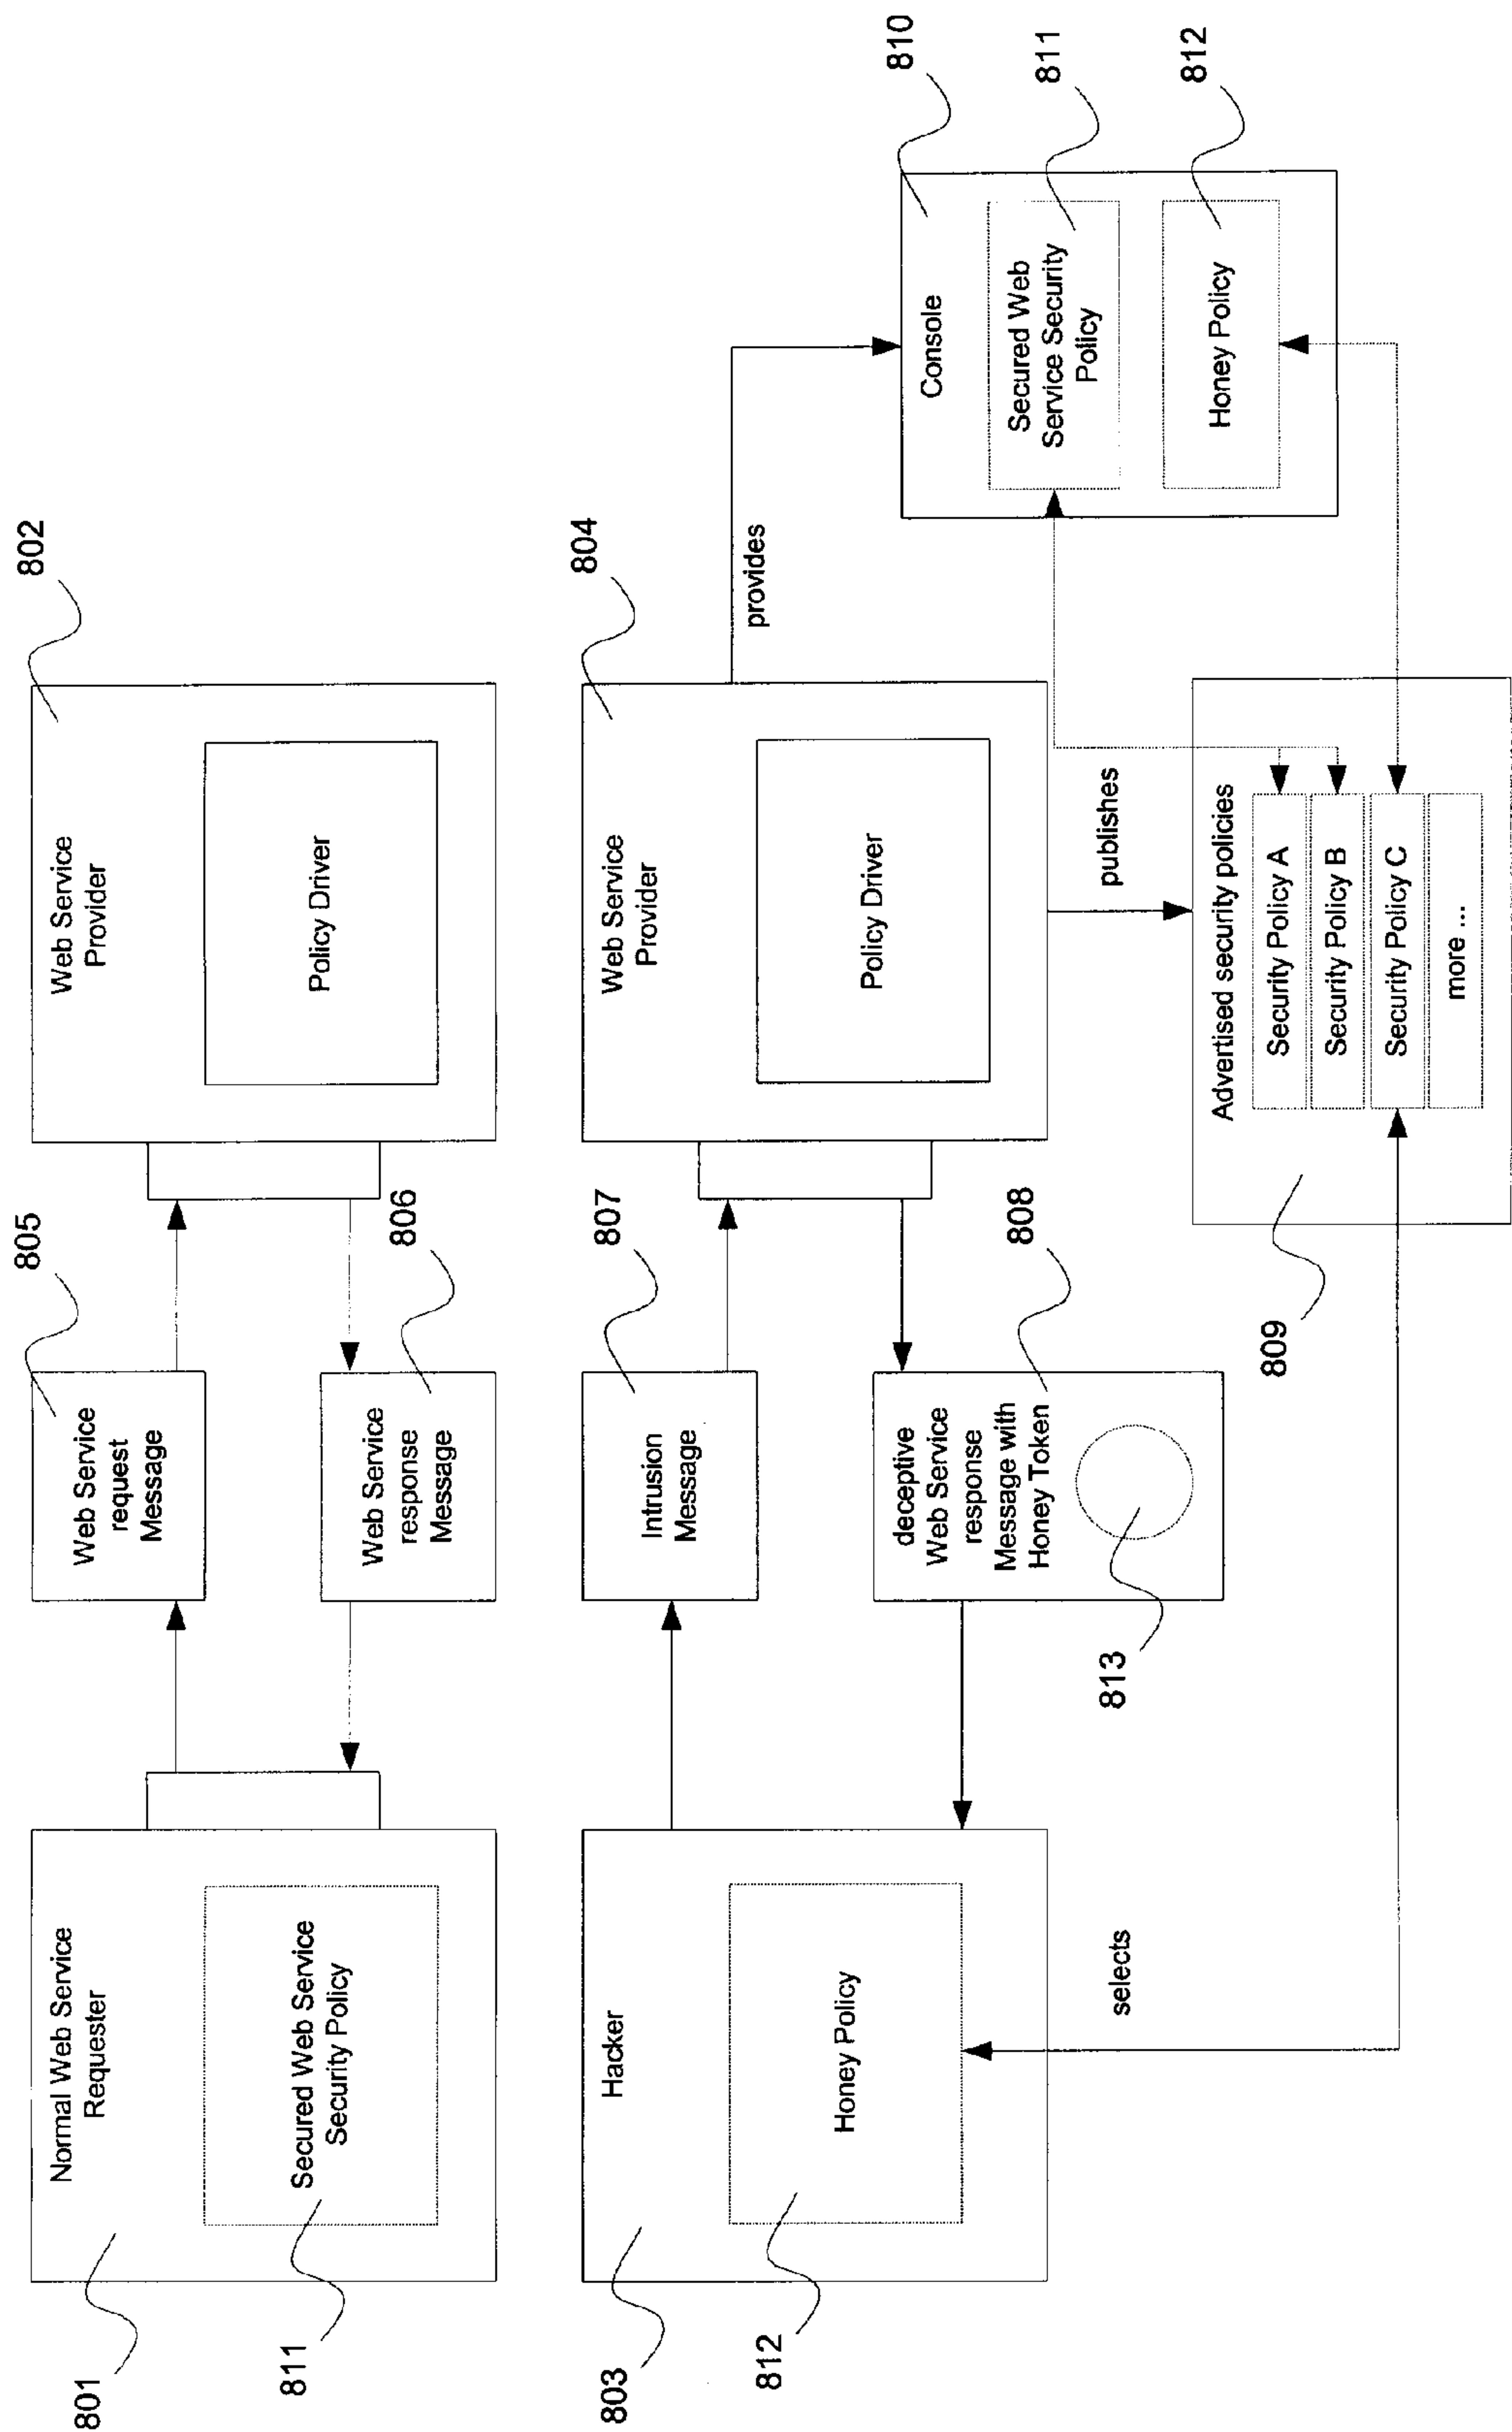 801
Normal Web Service
Requester
811
Secured Web Service
Security Policy
805
Web Service
request
Message
806
Web Service
response
Message
802
Web Service
Provider
Policy Driver
803
Hacker
812
Honey Policy
807
Intrusion
Message
808
deceptive
Web Service
response
Message with
Honey Token
813
804
Web Service
Provider
Policy Driver
provides
publishes
selects
809
Advertised security policies
Security Policy A
Security Policy B
Security Policy C
more ...
810
Console
811
Secured Web
Service Security
Policy
812
Honey Policy